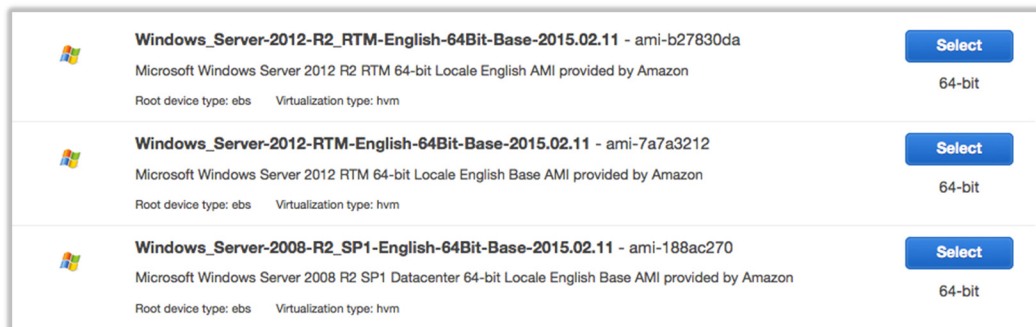 Windows_Server-2012-R2_RTM-English-64Bit-Base-2015.02.11 - ami-b27830da
Select
Microsoft Windows Server 2012 R2 RTM 64-bit Locale English AMI provided by Amazon
64-bit
Root device type: ebs Virtualization type: hvm
Windows_Server-2012-RTM-English-64Bit-Base-2015.02.11 - ami-7a7a3212
Select
Microsoft Windows Server 2012 RTM 64-bit Locale English Base AMI provided by Amazon
64-bit
Root device type: ebs Virtualization type: hvm
Windows_Server-2008-R2_SP1-English-64Bit-Base-2015.02.11 - ami-188ac270
Select
Microsoft Windows Server 2008 R2 SP1 Datacenter 64-bit Locale English Base AMI provided by Amazon
64-bit
Root device type: ebs Virtualization type: hvm